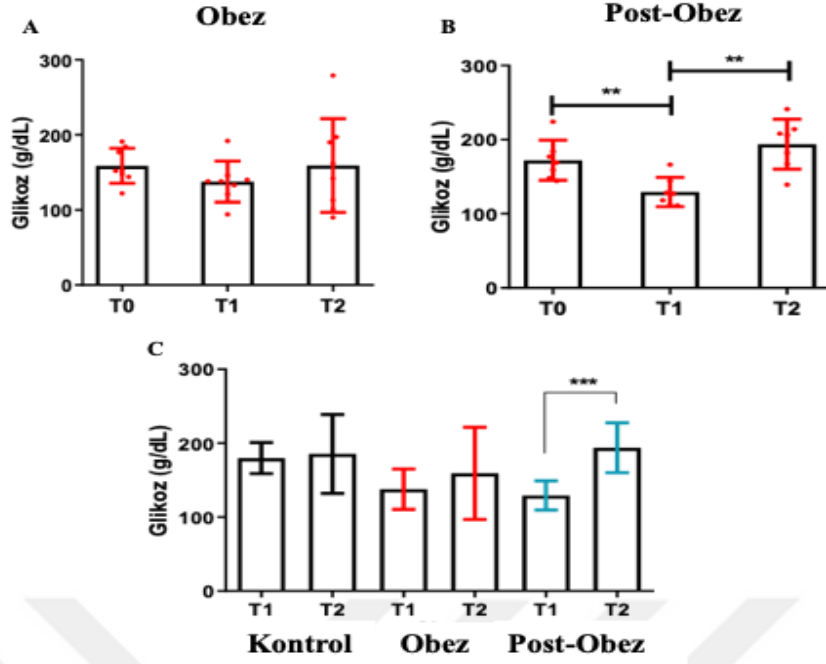 A
Obez
Glikoz (g/dL)
300
200
100
0
T0 T1 T2
B
Post-Obez
Glikoz (g/dL)
300
200
100
0
** **
T0 T1 T2
C
Glikoz (g/dL)
300
200
100
0
***
T1 T2 T1 T2 T1 T2
Kontrol Obez Post-Obez